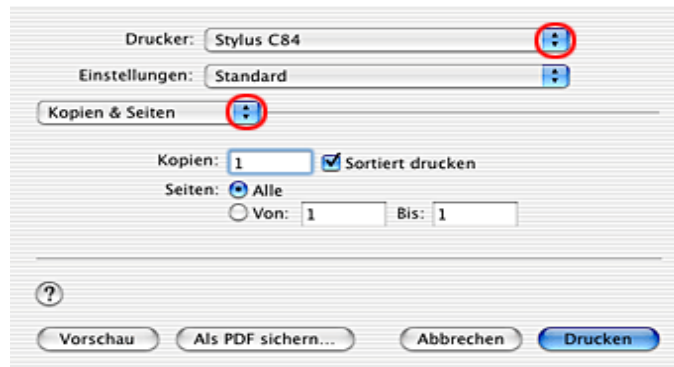 Drucker: Stylus C84
Einstellungen: Standard
Kopien & Seiten
Kopien: 1 Sortiert drucken
Seiten: Alle
Von: 1 Bis: 1
?
Vorschau Als PDF sichern... Abbrechen Drucken